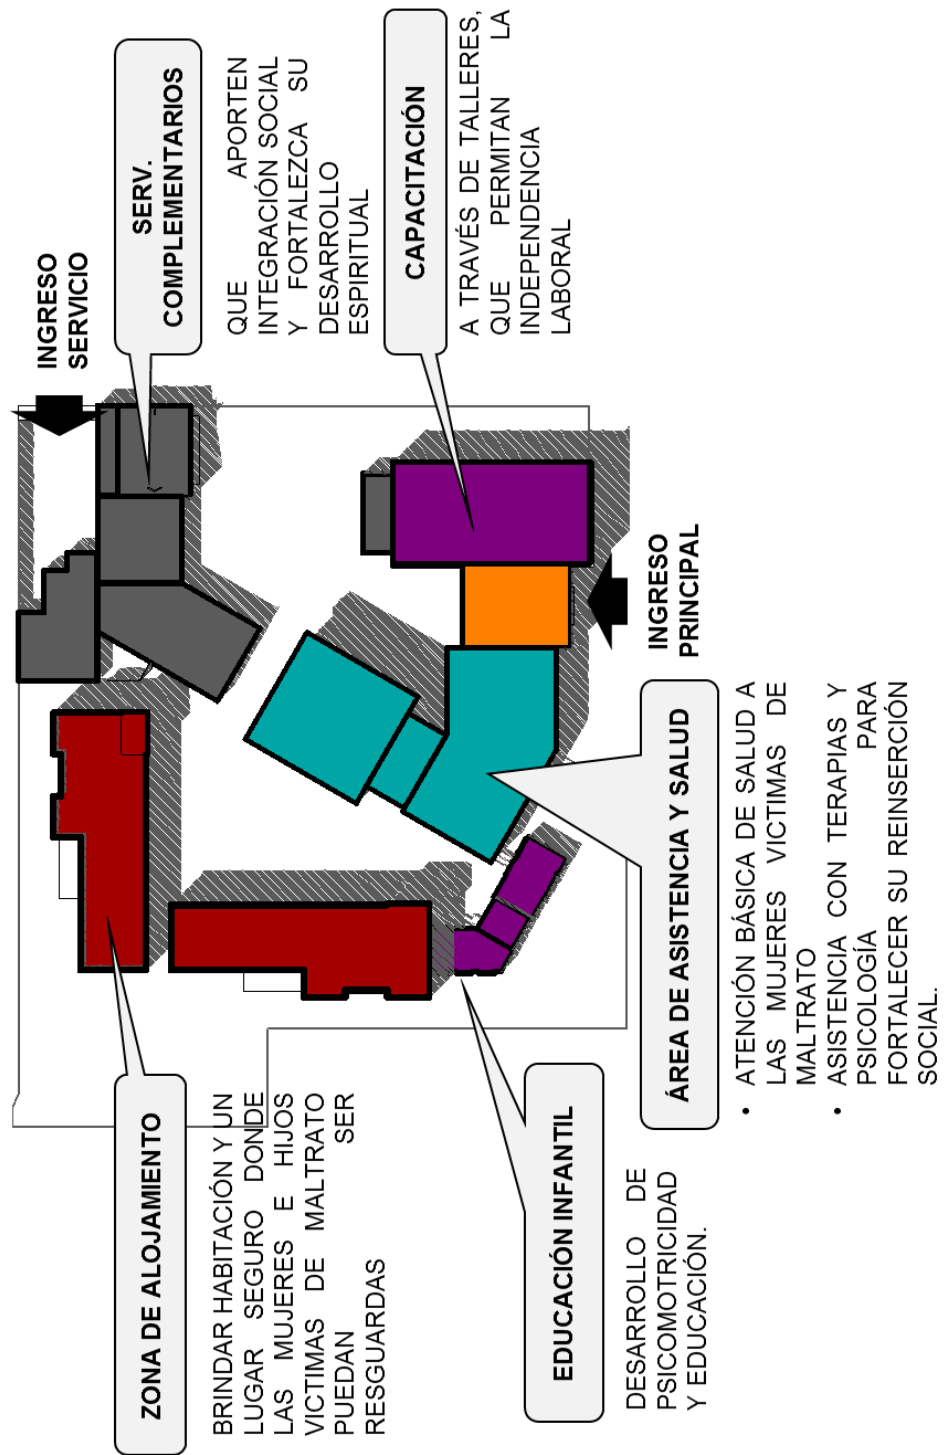 ZONA DE ALOJAMIENTO
BRINDAR HABITACIÓN Y UN
LUGAR SEGURO DONDE
LAS MUJERES E HIJOS
VICTIMAS DE MALTRATO
PUEDAN SER
RESGUARDAS
EDUCACIÓN INFANTIL
DESARROLLO DE
PSICOMOTRICIDAD
Y EDUCACIÓN.
ÁREA DE ASISTENCIA Y SALUD
• ATENCIÓN BÁSICA DE SALUD A
LAS MUJERES VICTIMAS DE
MALTRATO
• ASISTENCIA CON TERAPIAS Y
PSICOLOGÍA PARA
FORTALECER SU REINSERCIÓN
SOCIAL.
INGRESO
PRINCIPAL
INGRESO
SERVICIO
SERV.
COMPLEMENTARIOS
QUE APORTEN
INTEGRACIÓN SOCIAL
Y FORTALEZCA SU
DESARROLLO
ESPIRITUAL
CAPACITACIÓN
A TRAVÉS DE TALLERES,
QUE PERMITAN LA
INDEPENDENCIA
LABORAL